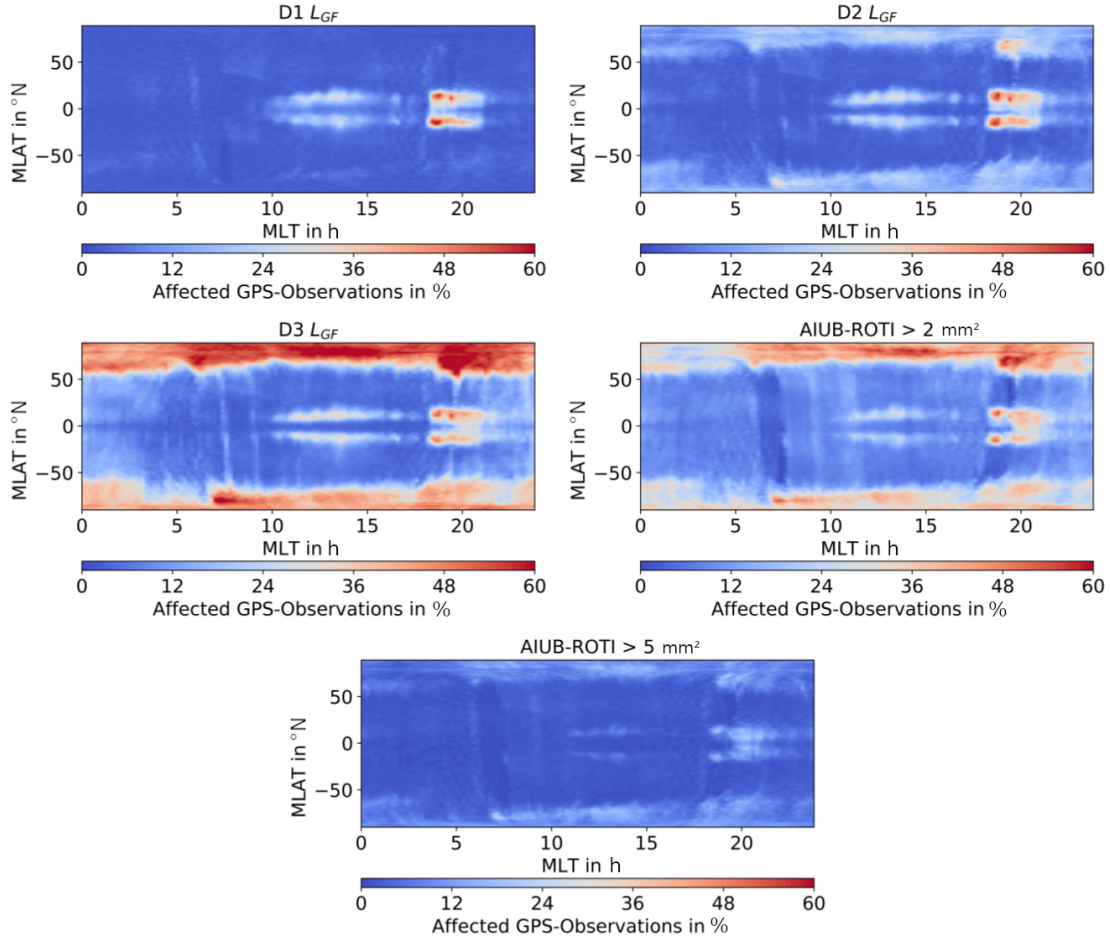 D1 L_GF
D2 L_GF
MLAT in °N
50
0
−50
0 5 10 15 20
MLT in h
0 12 24 36 48 60
Affected GPS-Observations in %
MLAT in °N
50
0
−50
0 5 10 15 20
MLT in h
0 12 24 36 48 60
Affected GPS-Observations in %
D3 L_GF
AIUB-ROTI > 2 mm²
MLAT in °N
50
0
−50
0 5 10 15 20
MLT in h
0 12 24 36 48 60
Affected GPS-Observations in %
MLAT in °N
50
0
−50
0 5 10 15 20
MLT in h
0 12 24 36 48 60
Affected GPS-Observations in %
AIUB-ROTI > 5 mm²
MLAT in °N
50
0
−50
0 5 10 15 20
MLT in h
0 12 24 36 48 60
Affected GPS-Observations in %